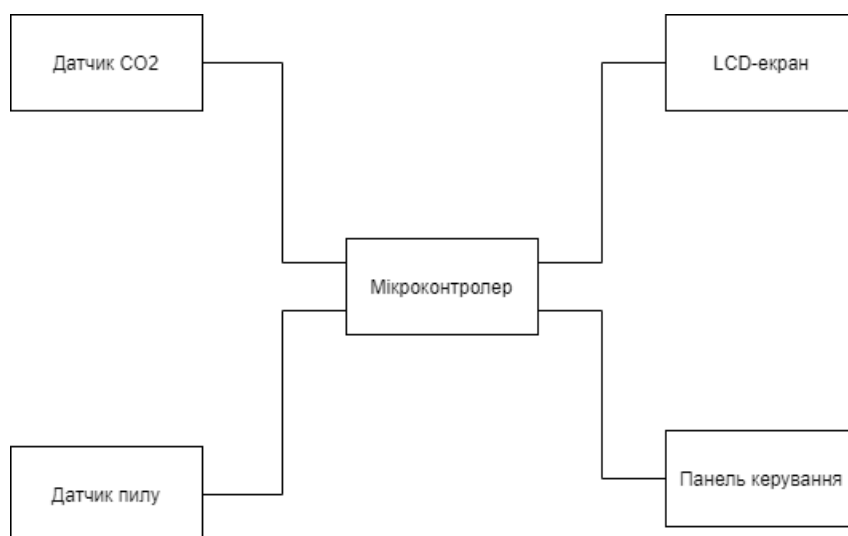 Датчик CO2
LCD-екран
Мікроконтролер
Датчик пилу
Панель керування